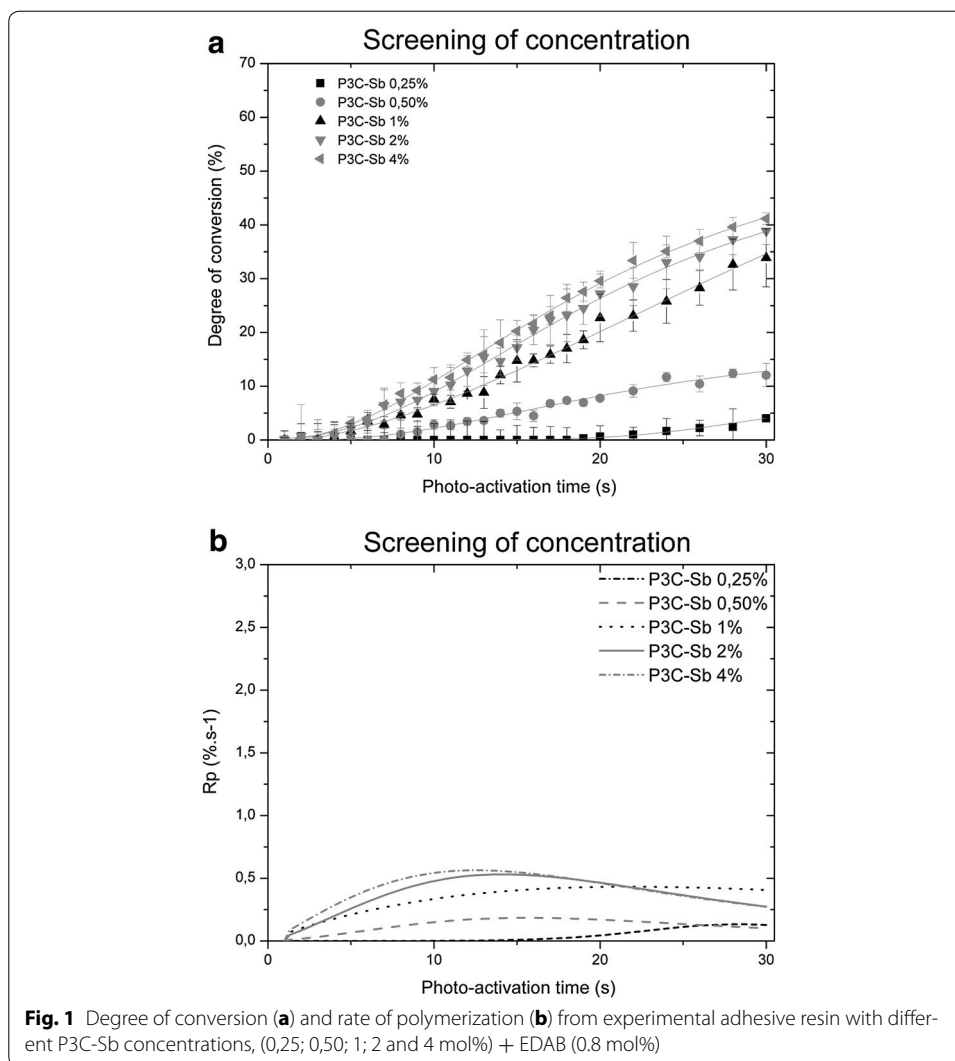 a
Screening of concentration
70
60
50
40
30
20
10
0
Degree of conversion (%)
P3C-Sb 0,25%
P3C-Sb 0,50%
P3C-Sb 1%
P3C-Sb 2%
P3C-Sb 4%
0 10 20 30
Photo-activation time (s)
b
Screening of concentration
3,0
2,5
2,0
1,5
1,0
0,5
0,0
Rp (%.s-1)
P3C-Sb 0,25%
P3C-Sb 0,50%
P3C-Sb 1%
P3C-Sb 2%
P3C-Sb 4%
0 10 20 30
Photo-activation time (s)
Fig. 1 Degree of conversion (a) and rate of polymerization (b) from experimental adhesive resin with differ-
ent P3C-Sb concentrations, (0,25; 0,50; 1; 2 and 4 mol%) + EDAB (0.8 mol%)